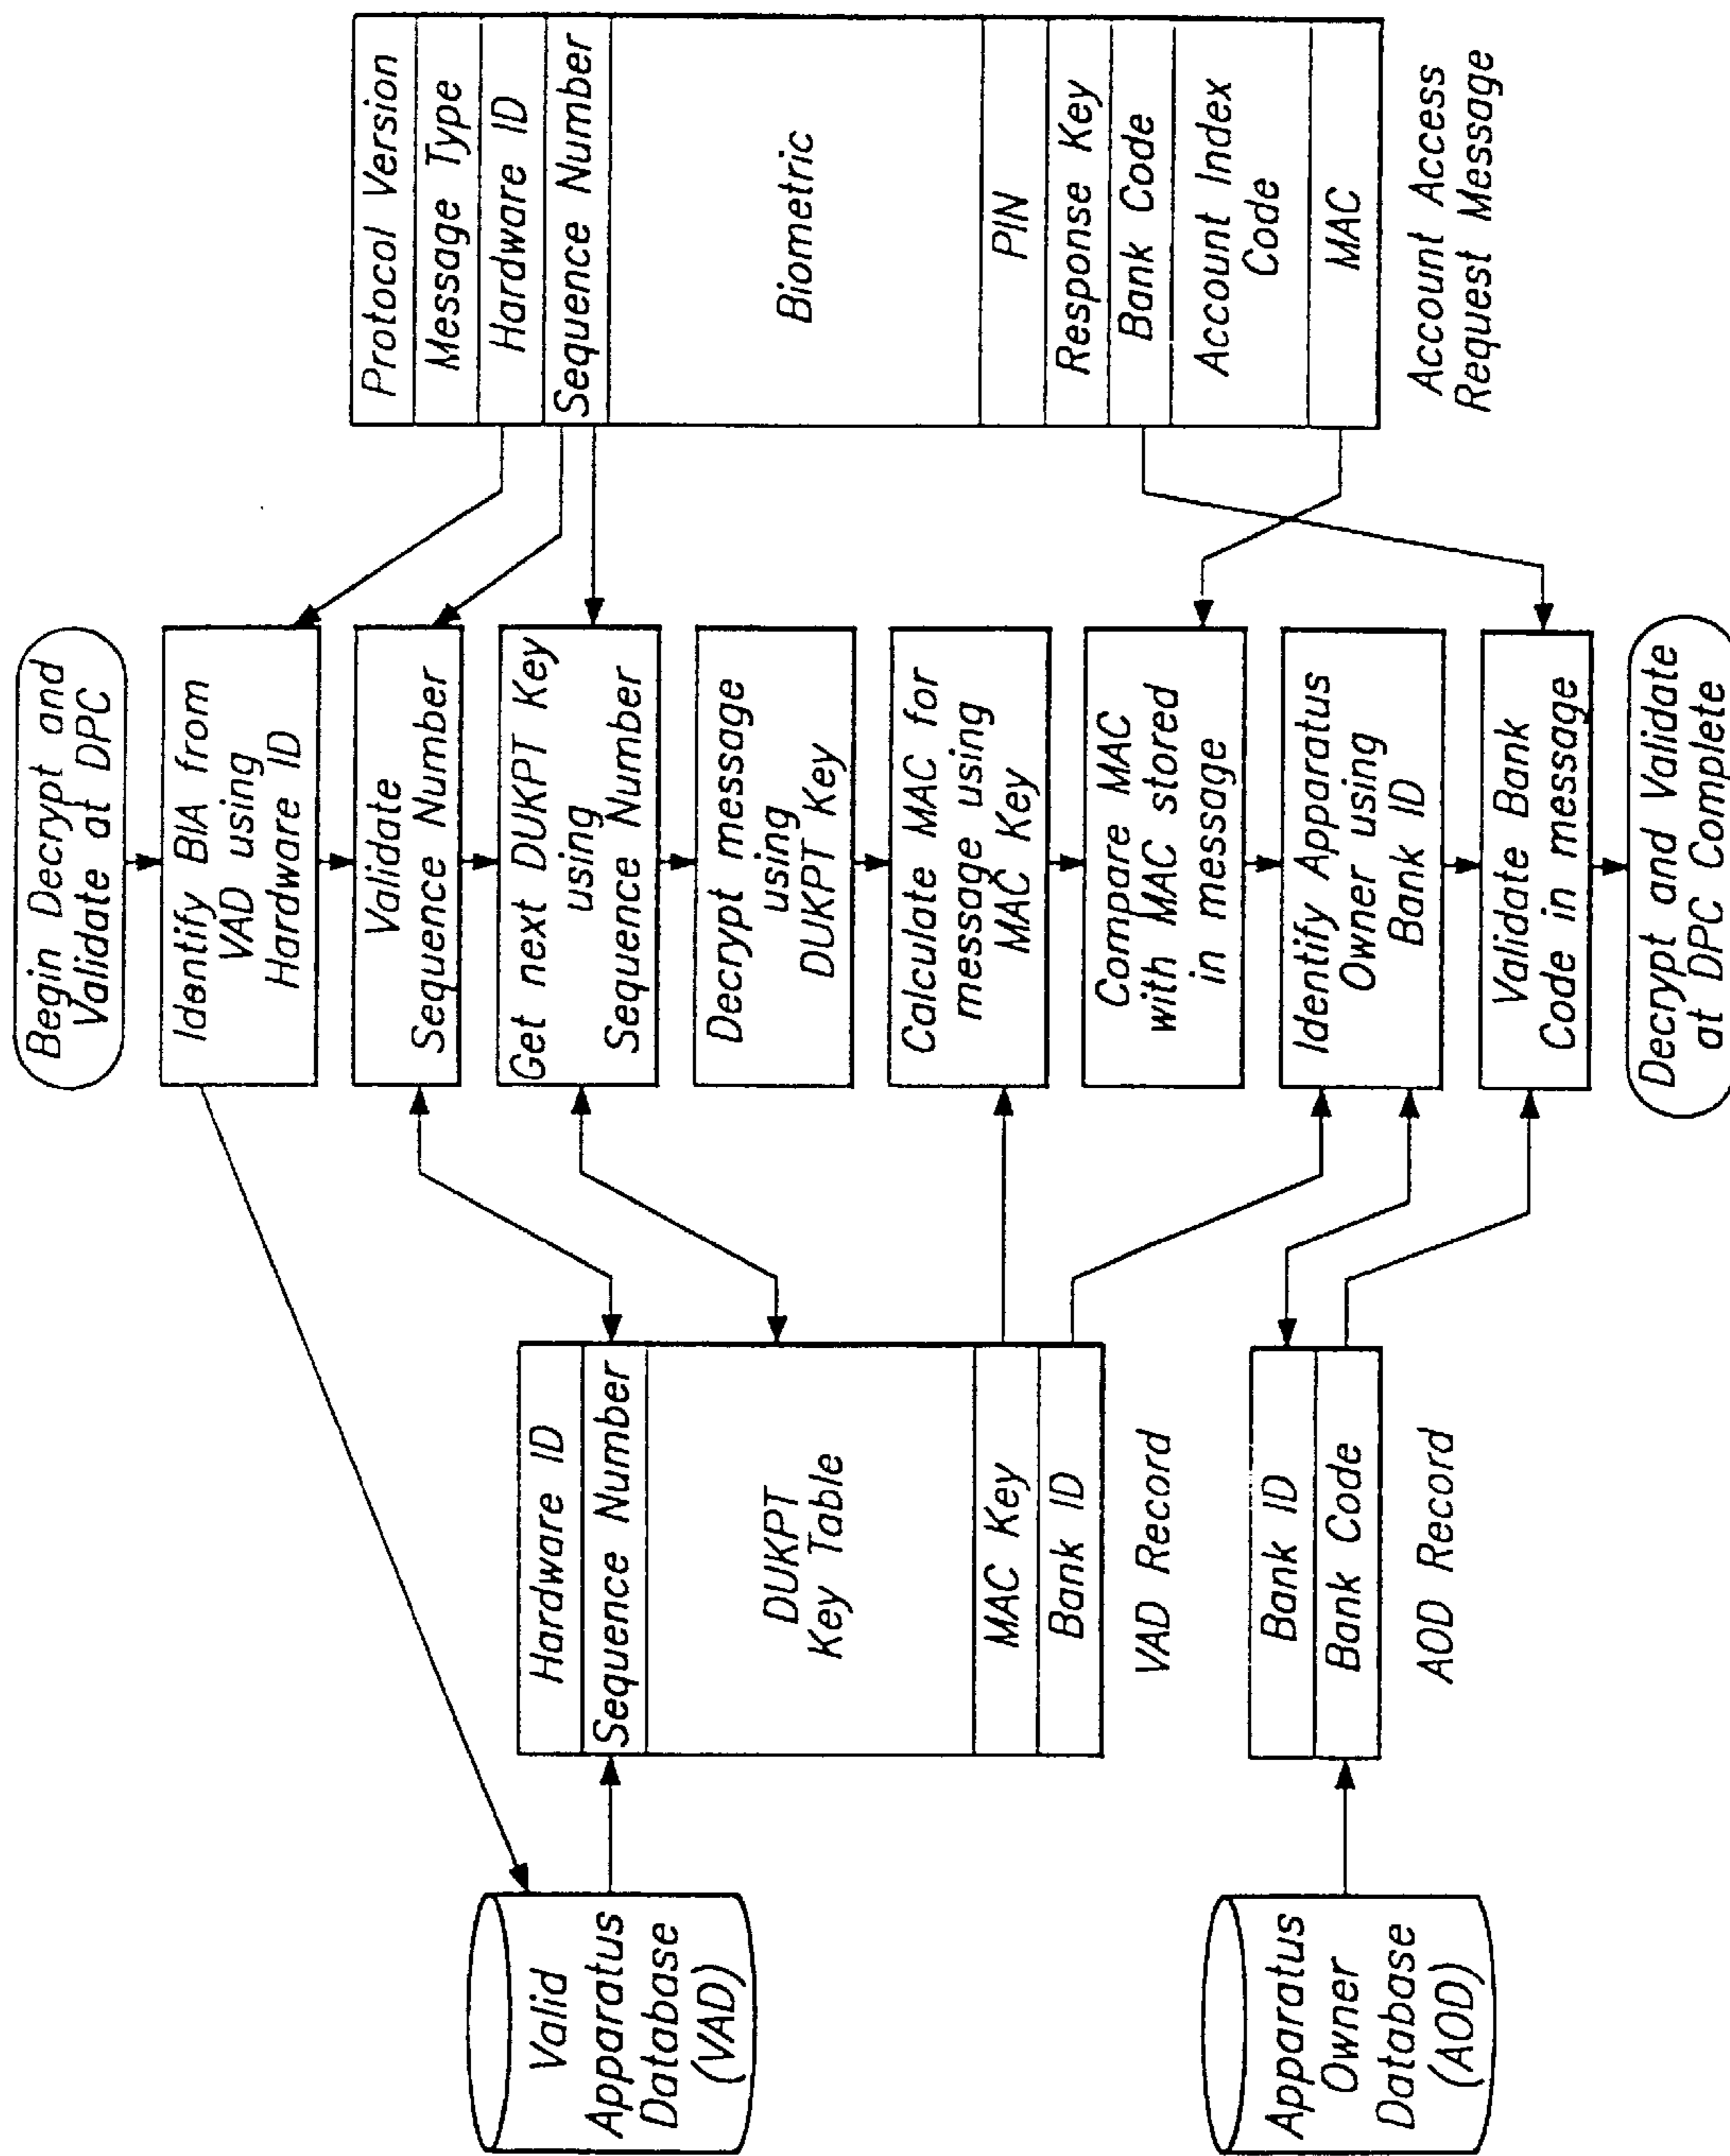 Begin Decrypt and
Validate at DPC
Identify BIA from
VAD using
Hardware ID
Validate
Sequence Number
Get next DUKPT Key
using
Sequence Number
Decrypt message
using
DUKPT Key
Calculate MAC for
message using
MAC Key
Compare MAC
with MAC stored
in message
Identify Apparatus
Owner using
Bank ID
Validate Bank
Code in message
Decrypt and Validate
at DPC Complete
Valid
Apparatus
Database
(VAD)
Hardware ID
Sequence Number
DUKPT
Key Table
MAC Key
Bank ID
VAD Record
Apparatus
Owner
Database
(AOD)
Bank ID
Bank Code
AOD Record
Protocol Version
Message Type
Hardware ID
Sequence Number
Biometric
PIN
Response Key
Bank Code
Account Index
Code
MAC
Account Access
Request Message